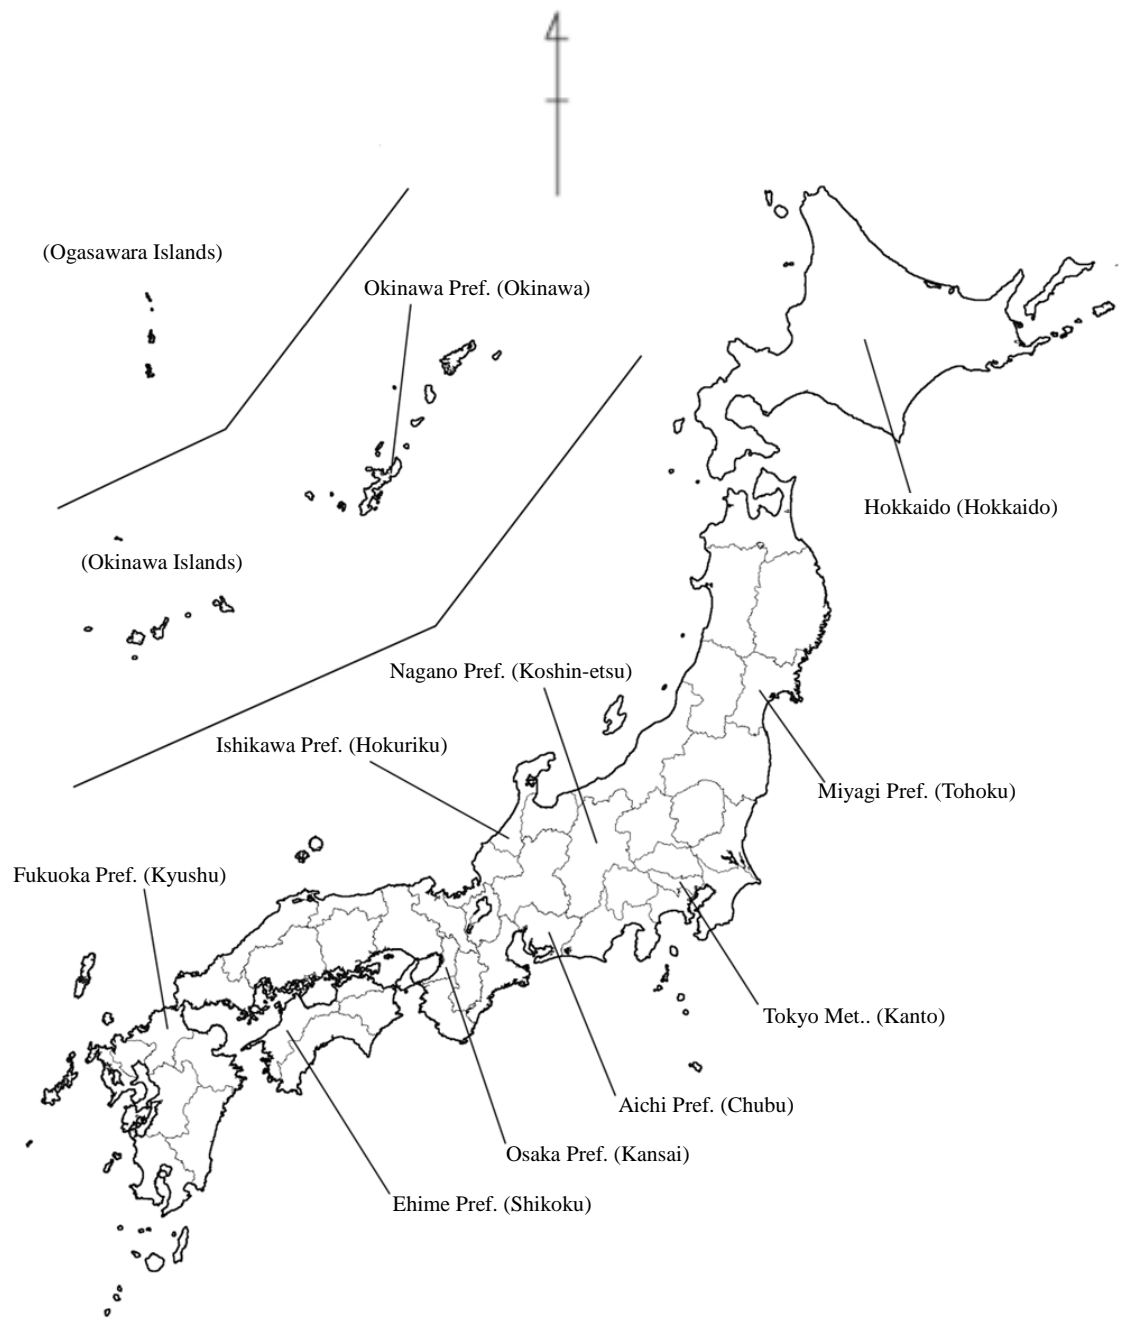 (Ogasawara Islands)
Okinawa Pref. (Okinawa)
Hokkaido (Hokkaido)
(Okinawa Islands)
Nagano Pref. (Koshin-etsu)
Ishikawa Pref. (Hokuriku)
Miyagi Pref. (Tohoku)
Fukuoka Pref. (Kyushu)
Tokyo Met.. (Kanto)
Aichi Pref. (Chubu)
Osaka Pref. (Kansai)
Ehime Pref. (Shikoku)